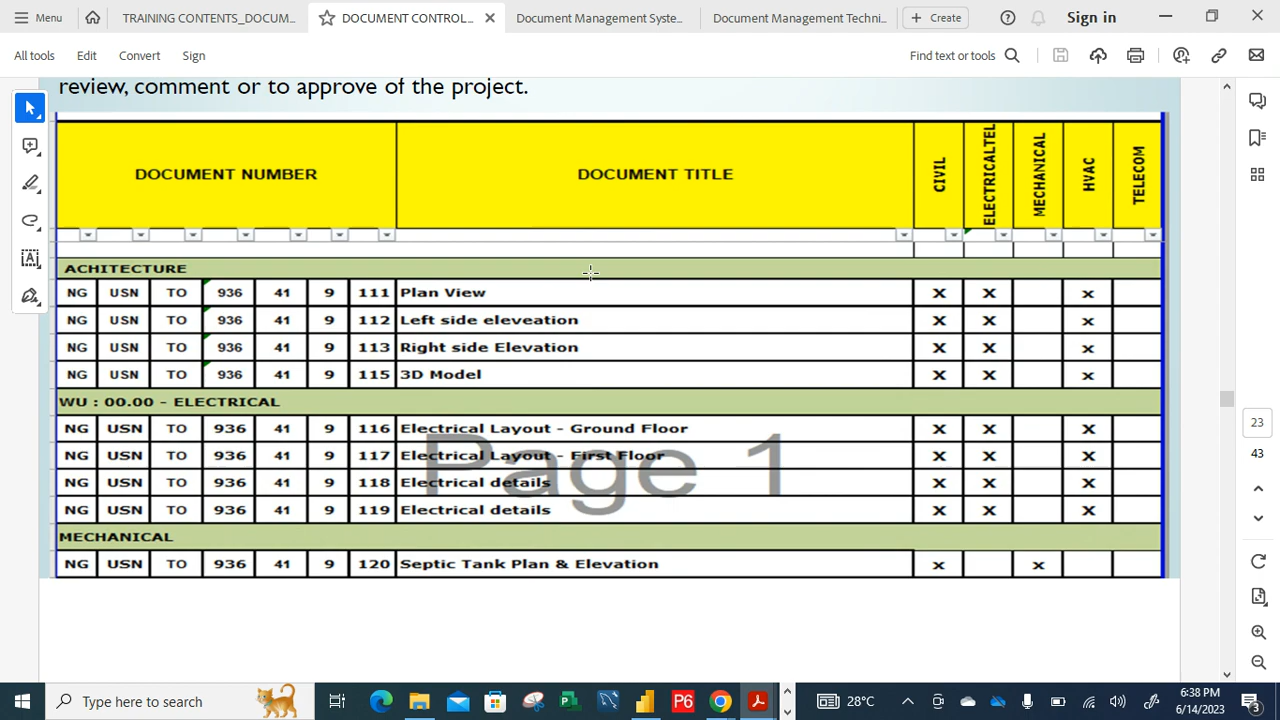 Menu TRAINING CONTENTS_DOCUM... DOCUMENT CONTROL... Document Management Syste... Document Management Techni... Create Sign in
All tools Edit Convert Sign Find text or tools
review, comment or to approve of the project.
DOCUMENT NUMBER DOCUMENT TITLE CIVIL ELECTRICALTEL MECHANICAL HVAC TELECOM
ACHITECTURE
NG USN TO 936 41 9 111 Plan View X X x
NG USN TO 936 41 9 112 Left side eleveation X X x
NG USN TO 936 41 9 113 Right side Elevation X X x
NG USN TO 936 41 9 115 3D Model X X x
WU : 00.00 - ELECTRICAL
NG USN TO 936 41 9 116 Electrical Layout - Ground Floor X X X
NG USN TO 936 41 9 117 Electrical Layout - First Floor X X X
NG USN TO 936 41 9 118 Electrical details X X X
NG USN TO 936 41 9 119 Electrical details X X X
Page 1
MECHANICAL
NG USN TO 936 41 9 120 Septic Tank Plan & Elevation x x
23
43
Type here to search P6 28°C 6:38 PM
6/14/2023 3